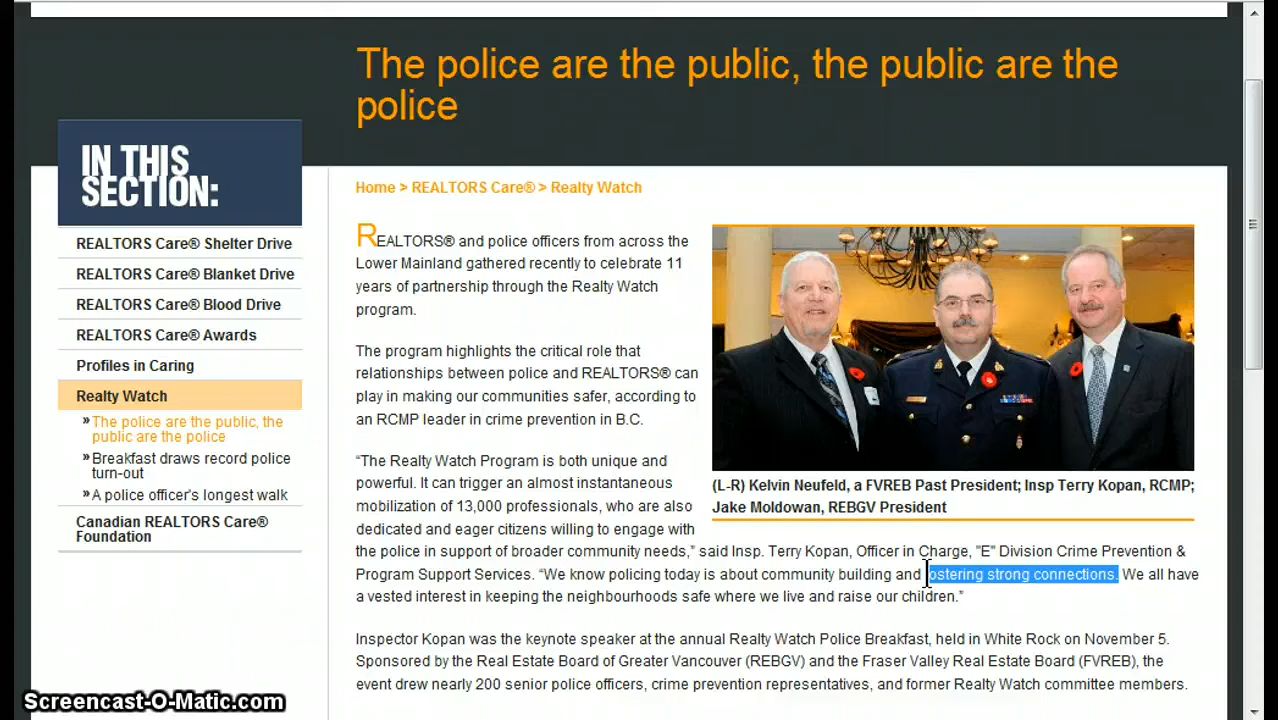 The police are the public, the public are the
police
IN THIS
SECTION:
REALTORS Care® Shelter Drive
REALTORS Care® Blanket Drive
REALTORS Care® Blood Drive
REALTORS Care® Awards
Profiles in Caring
Realty Watch
» The police are the public, the
public are the police
» Breakfast draws record police
turn-out
» A police officer's longest walk
Canadian REALTORS Care®
Foundation
Home > REALTORS Care® > Realty Watch
REALTORS® and police officers from across the
Lower Mainland gathered recently to celebrate 11
years of partnership through the Realty Watch
program.
The program highlights the critical role that
relationships between police and REALTORS® can
play in making our communities safer, according to
an RCMP leader in crime prevention in B.C.
“The Realty Watch Program is both unique and
powerful. It can trigger an almost instantaneous
mobilization of 13,000 professionals, who are also
dedicated and eager citizens willing to engage with
the police in support of broader community needs,” said Insp. Terry Kopan, Officer in Charge, "E" Division Crime Prevention &
Program Support Services. “We know policing today is about community building and fostering strong connections. We all have
a vested interest in keeping the neighbourhoods safe where we live and raise our children.”
(L-R) Kelvin Neufeld, a FVREB Past President; Insp Terry Kopan, RCMP;
Jake Moldowan, REBGV President
Inspector Kopan was the keynote speaker at the annual Realty Watch Police Breakfast, held in White Rock on November 5.
Sponsored by the Real Estate Board of Greater Vancouver (REBGV) and the Fraser Valley Real Estate Board (FVREB), the
event drew nearly 200 senior police officers, crime prevention representatives, and former Realty Watch committee members.
Screencast-O-Matic.com